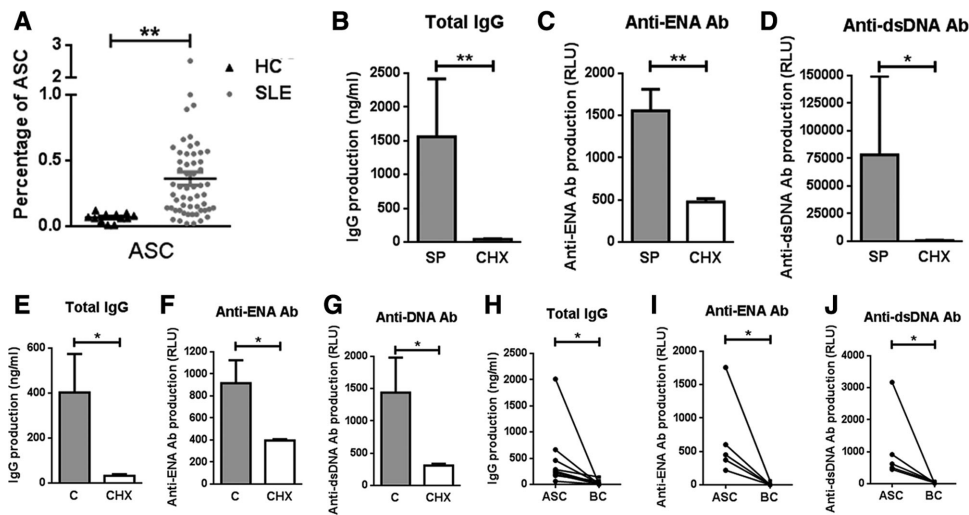 A
Percentage of ASC
3
2
1.0
0.5
0.0
**
HC
SLE
ASC
B
Total IgG
IgG production (ng/ml)
2500
2000
1500
1000
500
0
**
SP CHX
C
Anti-ENA Ab
Anti-ENA Ab production (RLU)
2000
1500
1000
500
0
**
SP CHX
D
Anti-dsDNA Ab
Anti-dsDNA Ab production (RLU)
150000
125000
100000
75000
50000
25000
0
*
SP CHX
E
Total IgG
IgG production (ng/ml)
600
400
200
0
*
C CHX
F
Anti-ENA Ab
Anti-ENA Ab production (RLU)
1200
1000
800
600
400
200
0
*
C CHX
G
Anti-DNA Ab
Anti-dsDNA Ab production (RLU)
2000
1500
1000
500
0
*
C CHX
H
Total IgG
IgG production (ng/ml)
2500
2000
1500
1000
500
0
*
ASC BC
I
Anti-ENA Ab
Anti-ENA Ab production (RLU)
2000
1500
1000
500
0
*
ASC BC
J
Anti-dsDNA Ab
Anti-dsDNA Ab production (RLU)
4000
3000
2000
1000
0
*
ASC BC